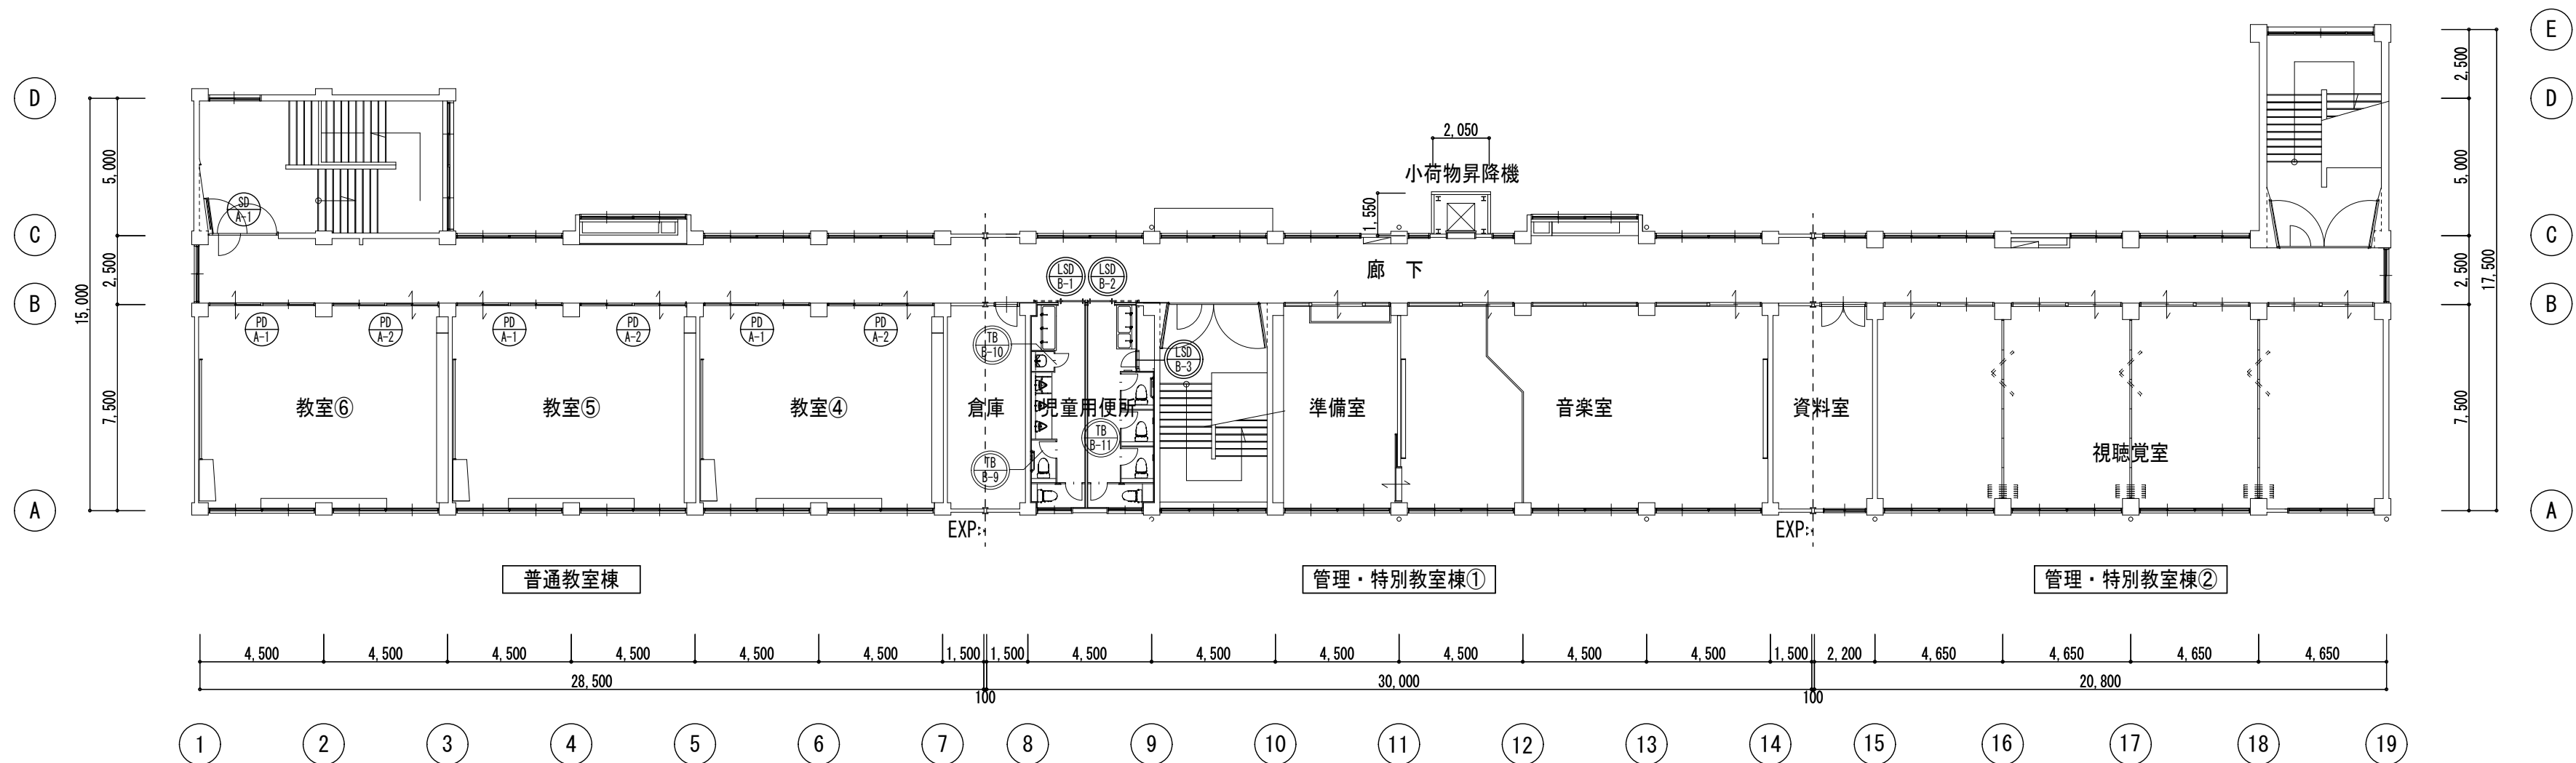 E
D
D
2,500
5,000
5,000
2,050
小荷物昇降機
1,550
SD
A-1
C
C
2,500
15,000
廊 下
LSD
B-1
LSD
B-2
2,500
17,500
B
B
PD
A-1
PD
A-2
PD
A-1
PD
A-2
PD
A-1
PD
A-2
TB
B-10
LSD
B-3
7,500
教室⑥
教室⑤
教室④
倉庫
児童用便所
準備室
音楽室
資料室
視聴覚室
7,500
TB
B-11
TB
B-9
A
A
EXP
EXP
普通教室棟
管理・特別教室棟①
管理・特別教室棟②
4,500 4,500 4,500 4,500 4,500 4,500 1,500 1,500 4,500 4,500 4,500 4,500 4,500 4,500 1,500 2,200 4,650 4,650 4,650 4,650
28,500 30,000 20,800
100 100
1 2 3 4 5 6 7 8 9 10 11 12 13 14 15 16 17 18 19